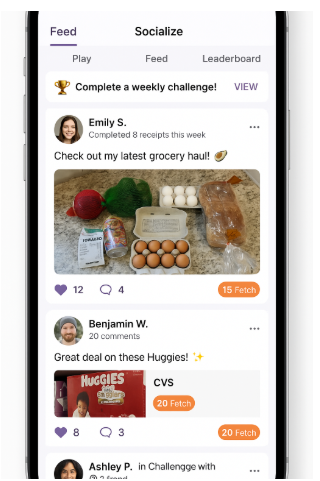 Feed
Socialize
Play Feed Leaderboard
🏆 Complete a weekly challenge! VIEW
Emily S.
Completed 8 receipts this week
Check out my latest grocery haul! 🥑
12 4 15 Fetch
Benjamin W.
20 comments
Great deal on these Huggies! ✨
HUGGIES
CVS
20 Fetch
8 3 20 Fetch
Ashley P. in Challengge with